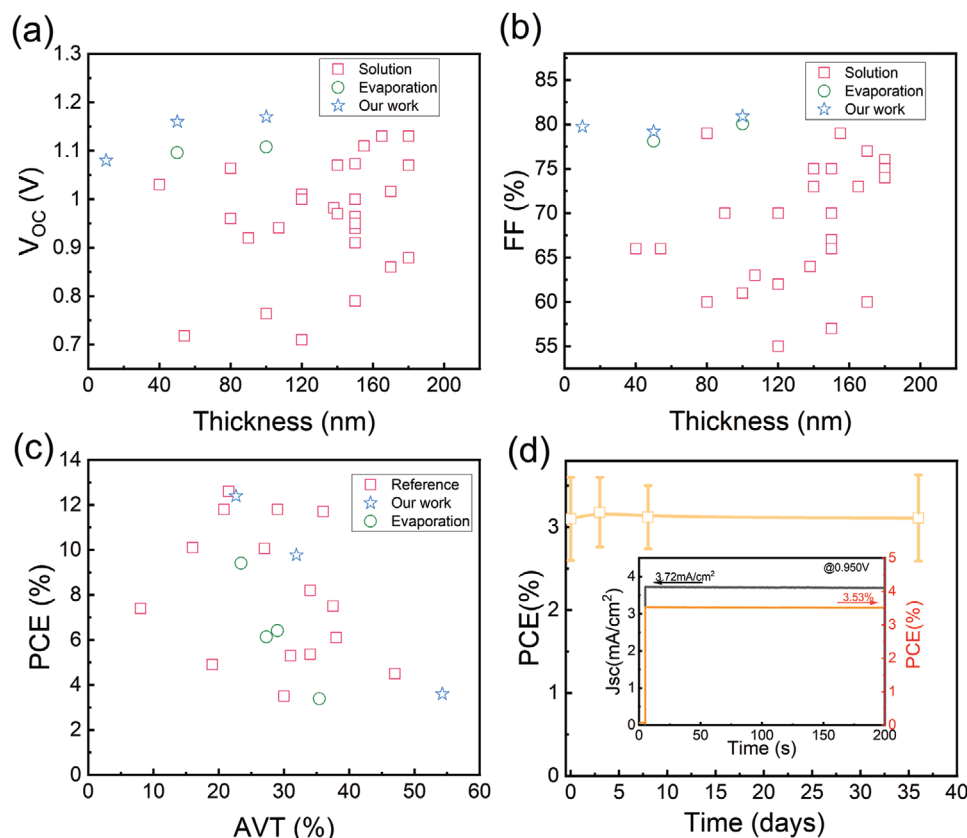 (a)
1.3
1.2
1.1
1
0.9
0.8
0.7
V_OC (V)
Solution
Evaporation
Our work
0
40
80
120
160
200
Thickness (nm)
(b)
85
80
75
70
65
60
55
FF (%)
Solution
Evaporation
Our work
0
40
80
120
160
200
Thickness (nm)
(c)
14
12
10
8
6
4
2
0
PCE (%)
Reference
Our work
Evaporation
0
10
20
30
40
50
60
AVT (%)
(d)
3
2
1
0
PCE(%)
0
5
10
15
20
25
30
35
40
Time (days)
@0.950V
3.72mA/cm²
3.53%
4
3
2
1
0
Jsc(mA/cm²)
5
4
3
2
1
0
PCE(%)
0
50
100
150
200
Time (s)